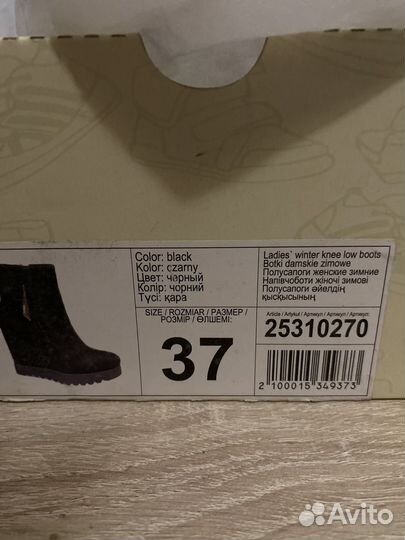 Color: black
Kolor: czarny
Цвет: чёрный
Колір: чорний
Түсі: қара
SIZE / ROZMIAR / РАЗМЕР /
РОЗМІР / ӨЛШЕМІ:
37
Ladies` winter knee low boots
Botki damskie zimowe
Полусапоги женские зимние
Напівчоботи жіночі зимові
Полусапоги әйелдің
қысқысының
Article / Artykuł / Артикул / Артикул / Артикул:
25310270
2 100015 349373
Avito